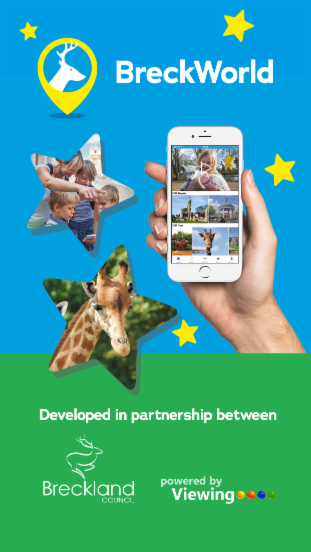 BreckWorld
Developed in partnership between
Breckland
COUNCIL
powered by
Viewing